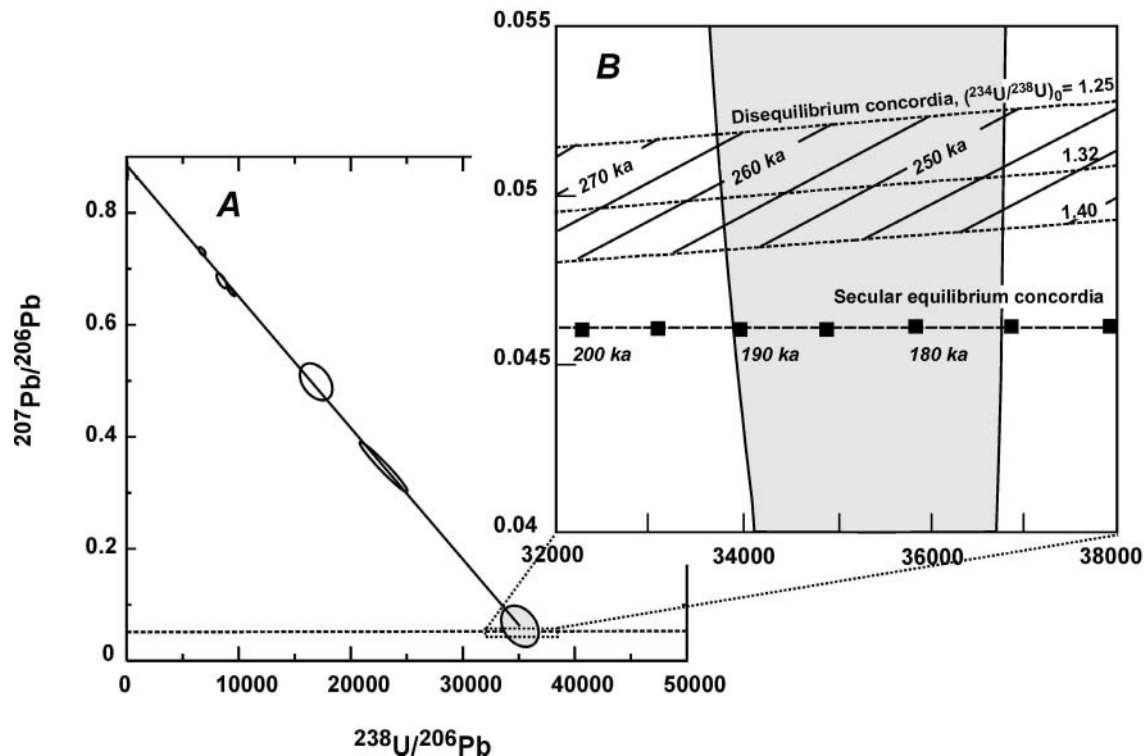 0.055
B
Disequilibrium concordia, (²³⁴U/²³⁸U)₀= 1.25
270 ka
260 ka
250 ka
1.32
0.05
1.40
Secular equilibrium concordia
0.045
200 ka
190 ka
180 ka
0.04
32000
34000
36000
38000
A
0.8
0.6
0.4
0.2
0
²⁰⁷Pb/²⁰⁶Pb
0
10000
20000
30000
40000
50000
²³⁸U/²⁰⁶Pb